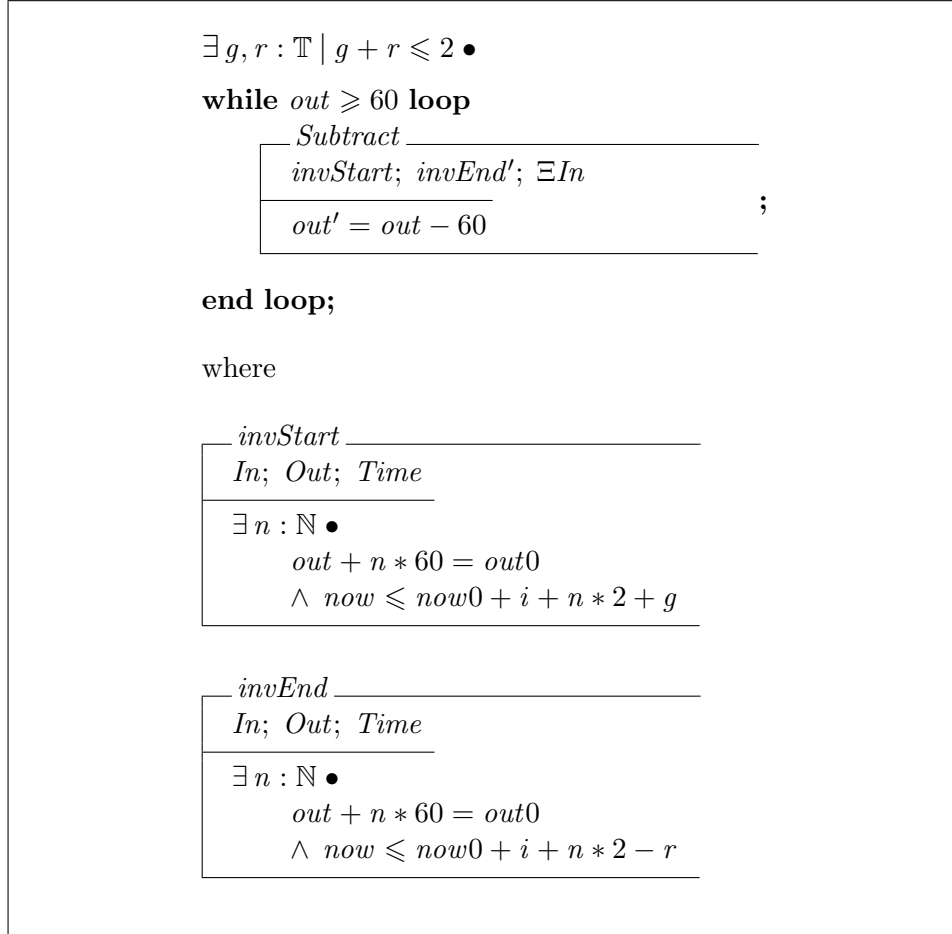 ∃ g, r : 𝕋 | g + r ⩽ 2 •
while out ⩾ 60 loop
Subtract
invStart; invEnd′; ΞIn
out′ = out − 60
;
end loop;
where
invStart
In; Out; Time
∃ n : ℕ •
out + n ∗ 60 = out0
∧ now ⩽ now0 + i + n ∗ 2 + g
invEnd
In; Out; Time
∃ n : ℕ •
out + n ∗ 60 = out0
∧ now ⩽ now0 + i + n ∗ 2 − r